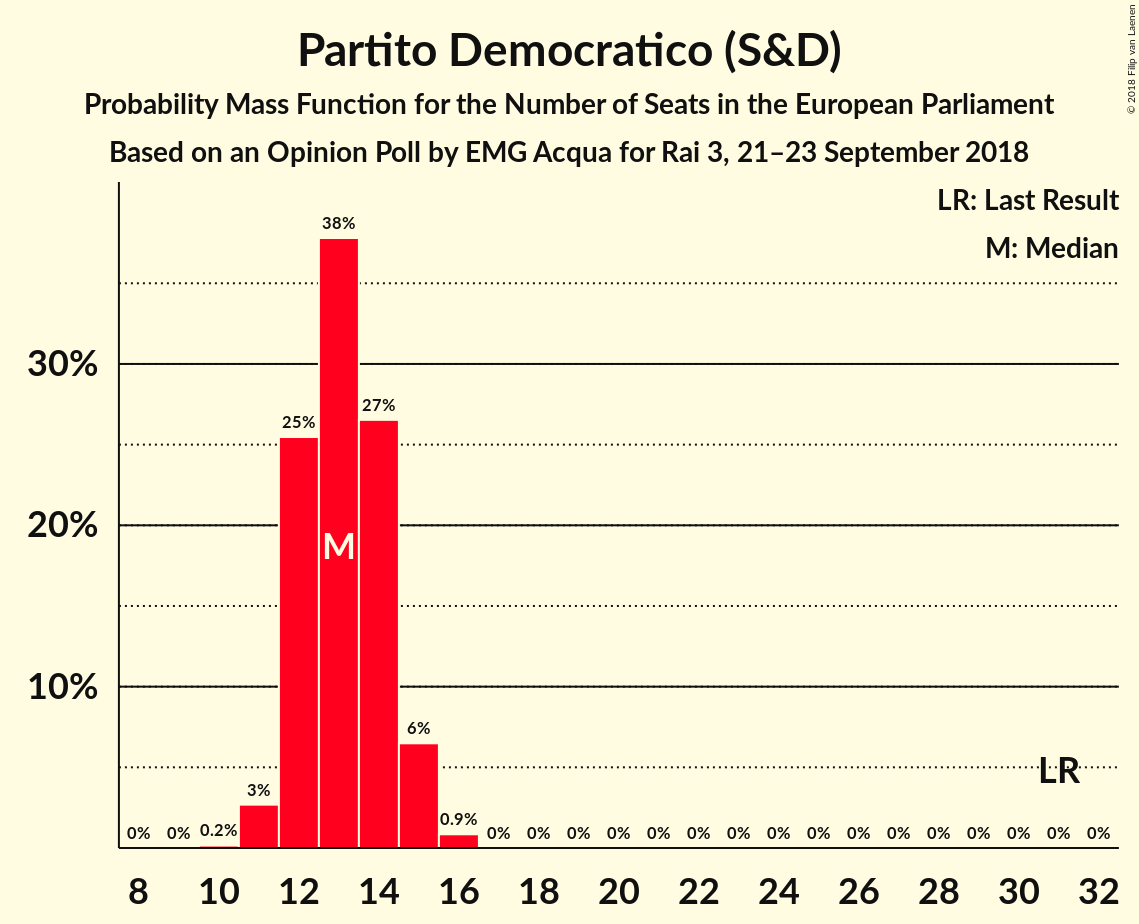 Partito Democratico (S&D)
Probability Mass Function for the Number of Seats in the European Parliament
Based on an Opinion Poll by EMG Acqua for Rai 3, 21–23 September 2018
© 2018 Filip van Laenen
LR: Last Result
M: Median
38%
30%
27%
25%
20%
M
10%
6%
LR
3%
0% 0% 0.2% 0.9% 0% 0% 0% 0% 0% 0% 0% 0% 0% 0% 0% 0% 0% 0% 0% 0%
8 10 12 14 16 18 20 22 24 26 28 30 32